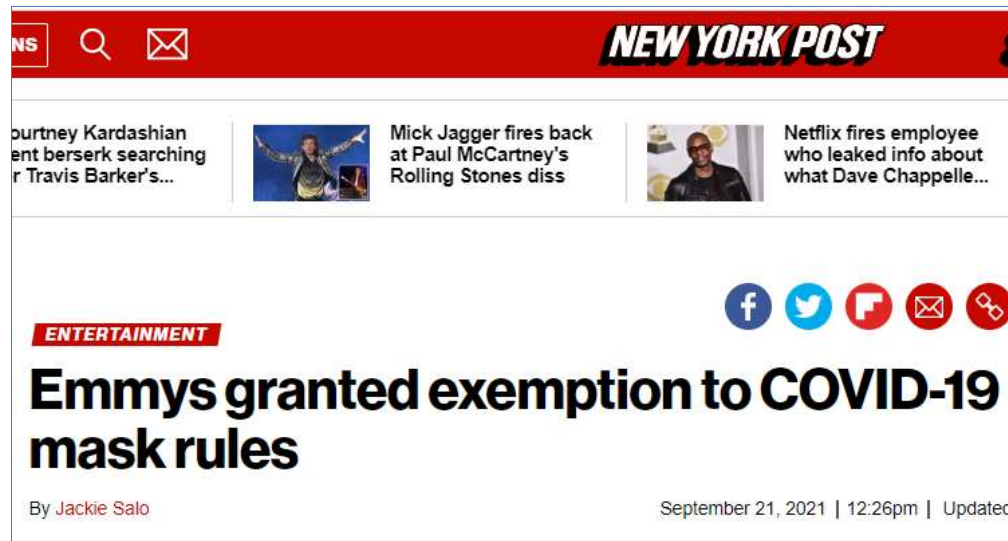 NS
NEW YORK POST
ourtney Kardashian
ent berserk searching
r Travis Barker's...
Mick Jagger fires back
at Paul McCartney's
Rolling Stones diss
Netflix fires employee
who leaked info about
what Dave Chappelle...
ENTERTAINMENT
Emmys granted exemption to COVID-19
mask rules
By Jackie Salo
September 21, 2021 | 12:26pm | Updated